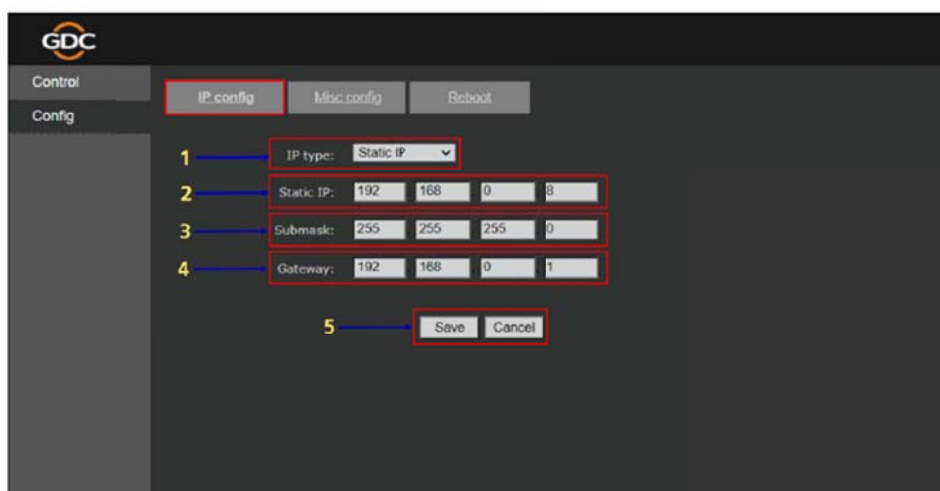 GDC
Control
Config
IP config Misc config Reboot
1 IP type: Static IP
2 Static IP: 192 168 0 8
3 Submask: 255 255 255 0
4 Gateway: 192 168 0 1
5 Save Cancel